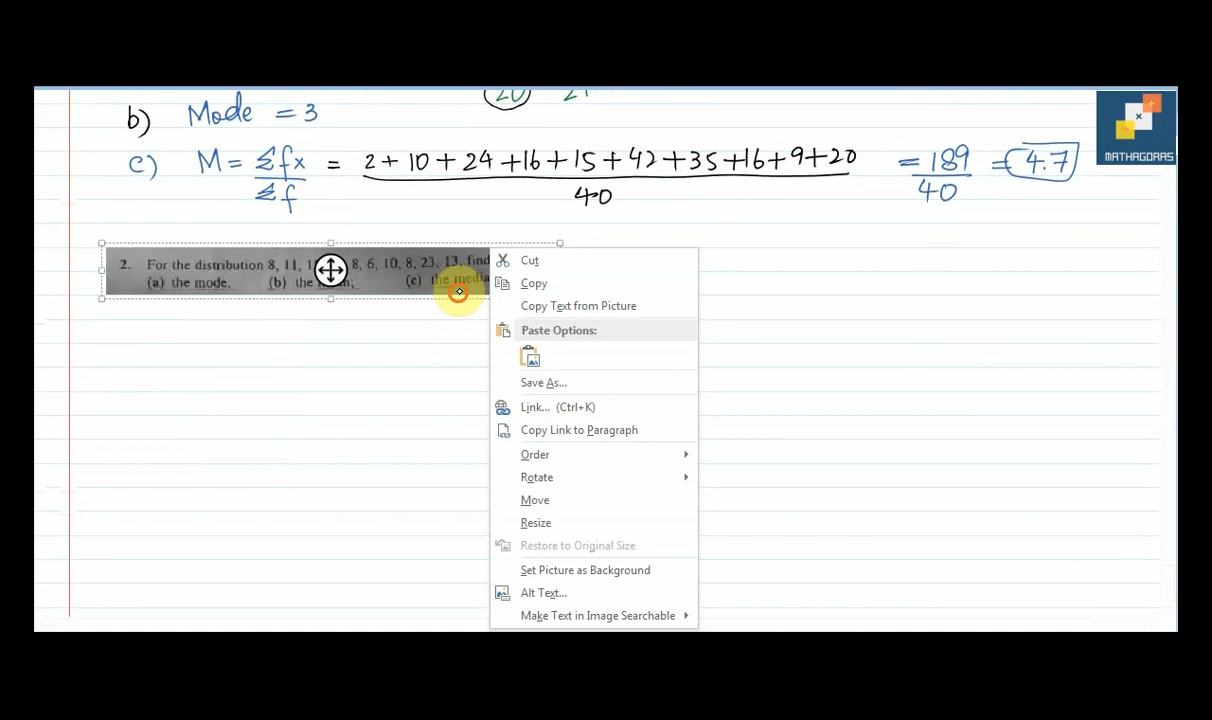 b) Mode = 3
c) M = Σfx / Σf = 2 + 10 + 24 + 16 + 15 + 42 + 35 + 16 + 9 + 20 / 40 = 189 / 40 = 4.7
MATHAGORAS
2. For the distribution 8, 11, 8, 6, 10, 8, 23, 13, find
(a) the mode, (b) the (c) the media
Cut
Copy
Copy Text from Picture
Paste Options:
Save As...
Link... (Ctrl+K)
Copy Link to Paragraph
Order
Rotate
Move
Resize
Restore to Original Size
Set Picture as Background
Alt Text...
Make Text in Image Searchable